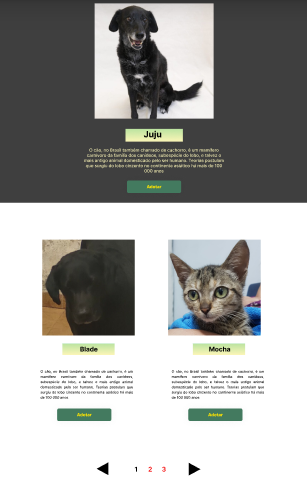 Juju
O cão, no Brasil também chamado de cachorro, é um mamífero
carnívoro da família dos canídeos, subespécie do lobo, e talvez o
mais antigo animal domesticado pelo ser humano. Teorias postulam
que surgiu do lobo cinzento no continente asiático há mais de 100
000 anos
Adotar
Blade
Mocha
O cão, no Brasil também chamado de cachorro, é um
mamífero carnívoro da família dos canídeos,
subespécie do lobo, e talvez o mais antigo animal
domesticado pelo ser humano. Teorias postulam que
surgiu do lobo cinzento no continente asiático há mais
de 100 000 anos
O cão, no Brasil também chamado de cachorro, é um
mamífero carnívoro da família dos canídeos,
subespécie do lobo, e talvez o mais antigo animal
domesticado pelo ser humano. Teorias postulam que
surgiu do lobo cinzento no continente asiático há mais
de 100 000 anos
Adotar
Adotar
1 2 3